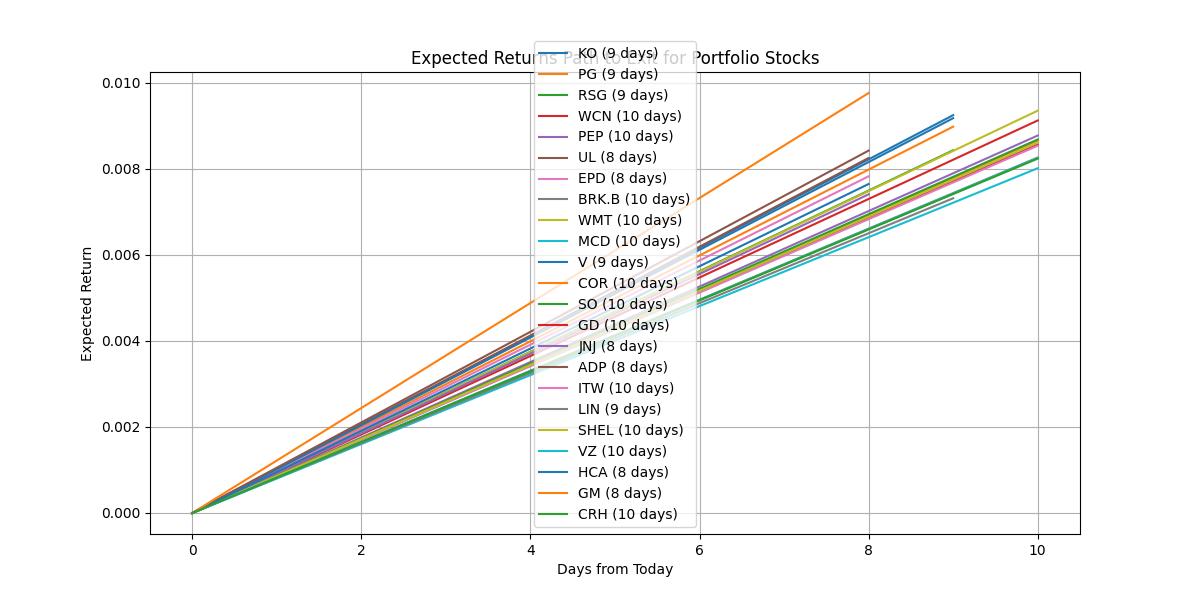 Expected Returns Path to Exit for Portfolio Stocks
KO (9 days)
PG (9 days)
RSG (9 days)
WCN (10 days)
PEP (10 days)
UL (8 days)
EPD (8 days)
BRK.B (10 days)
WMT (10 days)
MCD (10 days)
V (9 days)
COR (10 days)
SO (10 days)
GD (10 days)
JNJ (8 days)
ADP (8 days)
ITW (10 days)
LIN (9 days)
SHEL (10 days)
VZ (10 days)
HCA (8 days)
GM (8 days)
CRH (10 days)
Expected Return
0.010
0.008
0.006
0.004
0.002
0.000
0 2 4 6 8 10
Days from Today